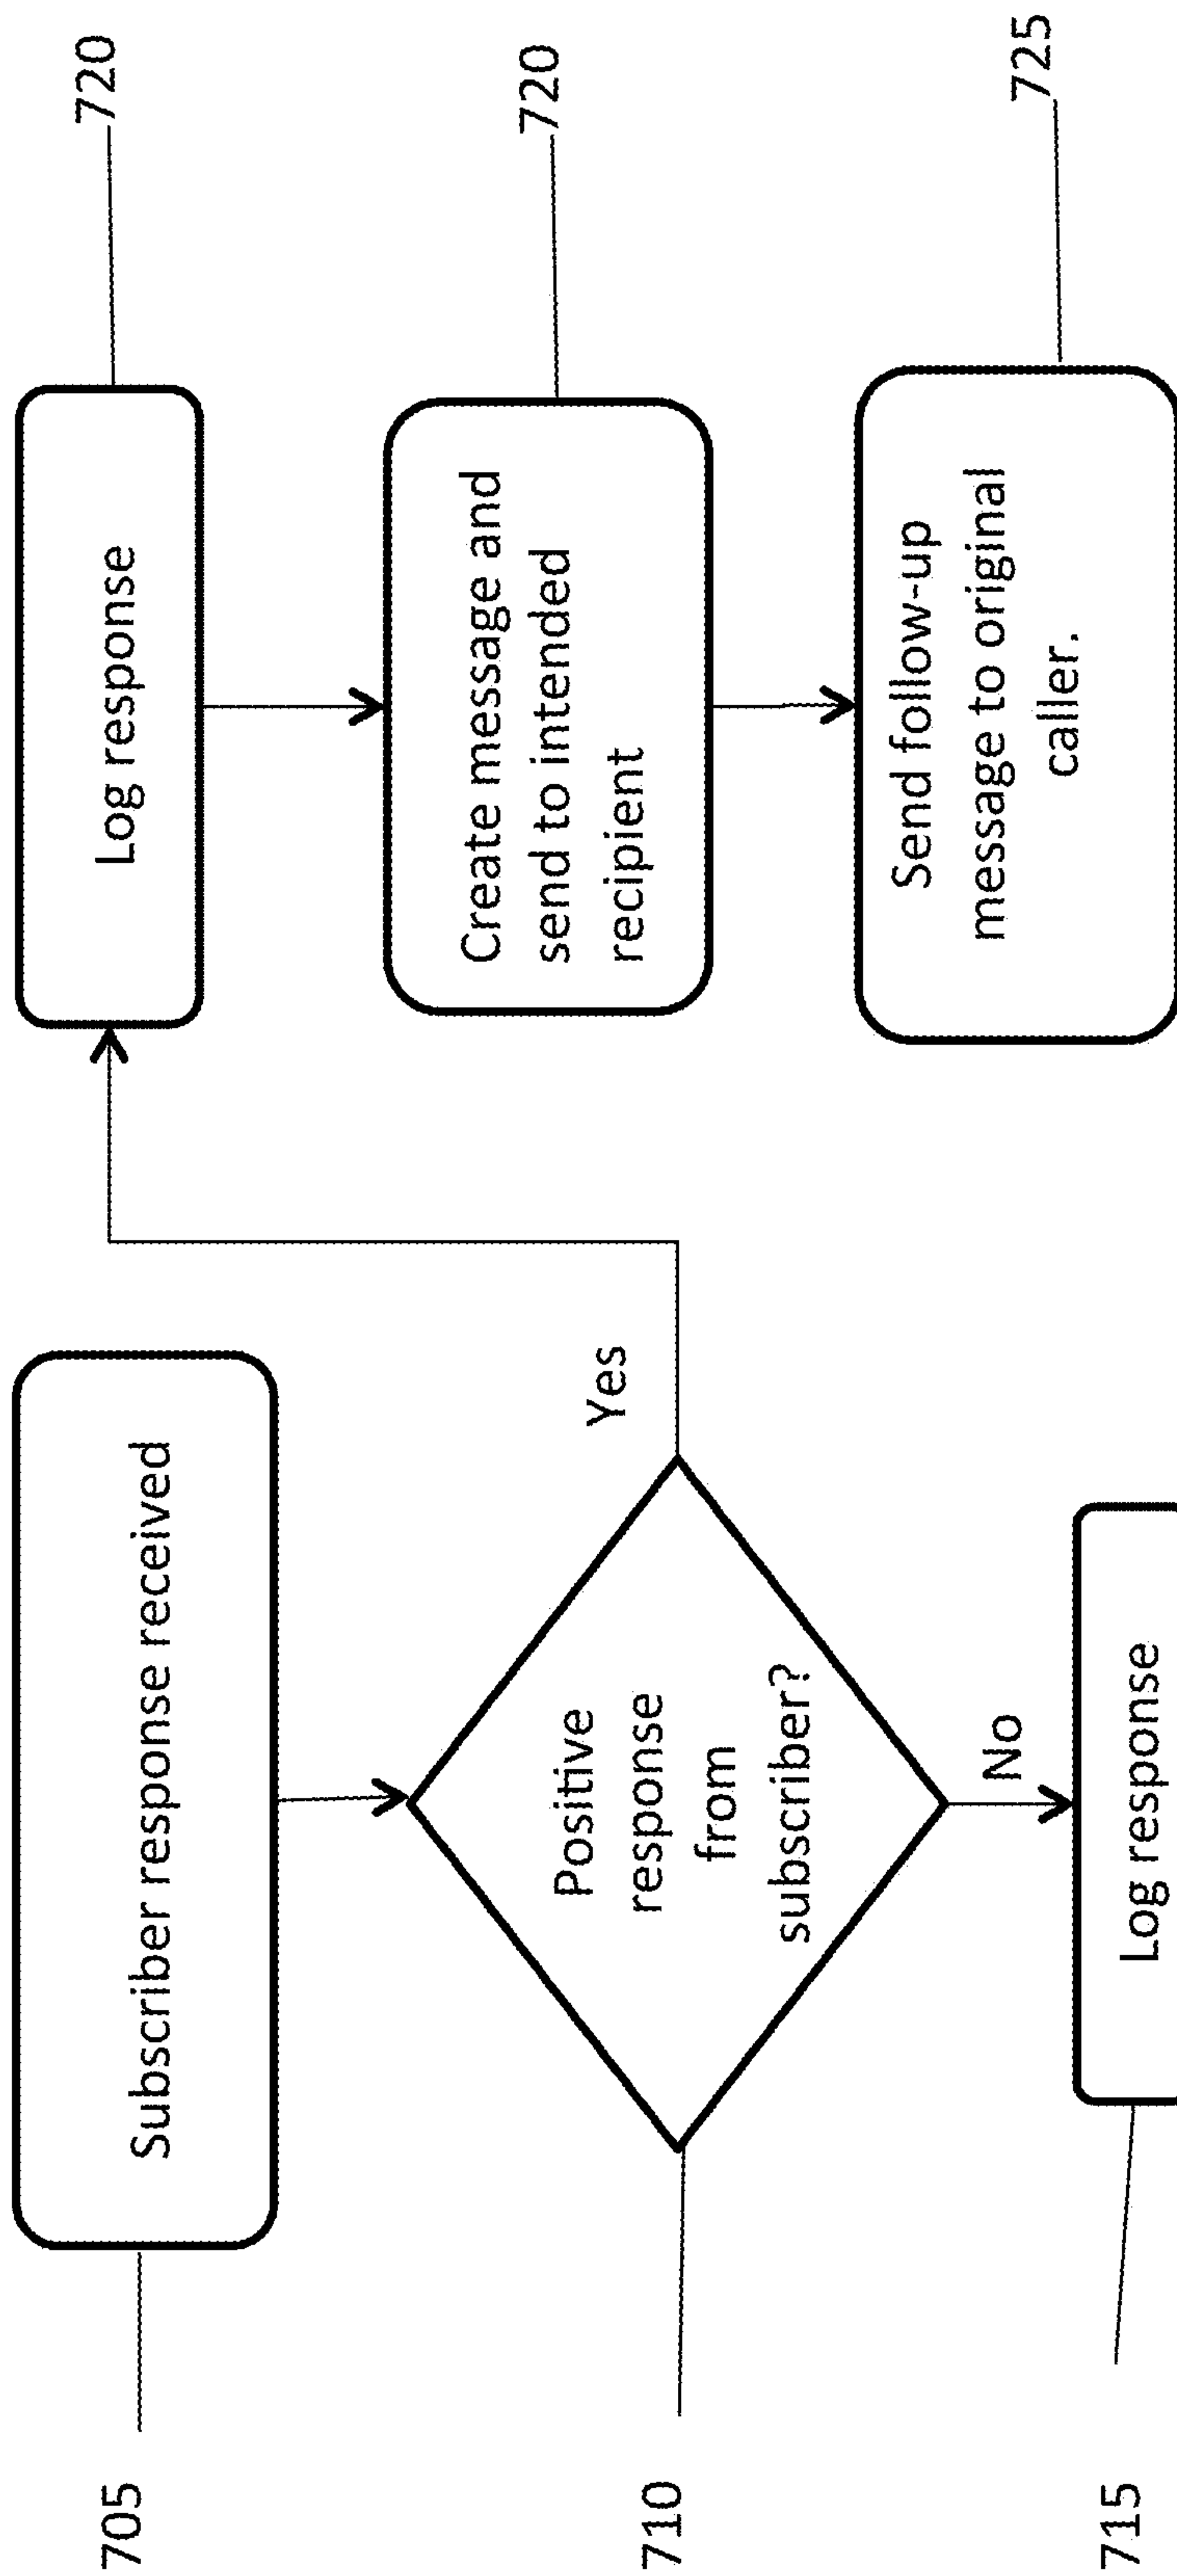 705
Subscriber response received
710
Positive
response
from
subscriber?
Yes
No
715
Log response
Log response
720
Create message and
send to intended
recipient
720
Send follow-up
message to original
caller.
725